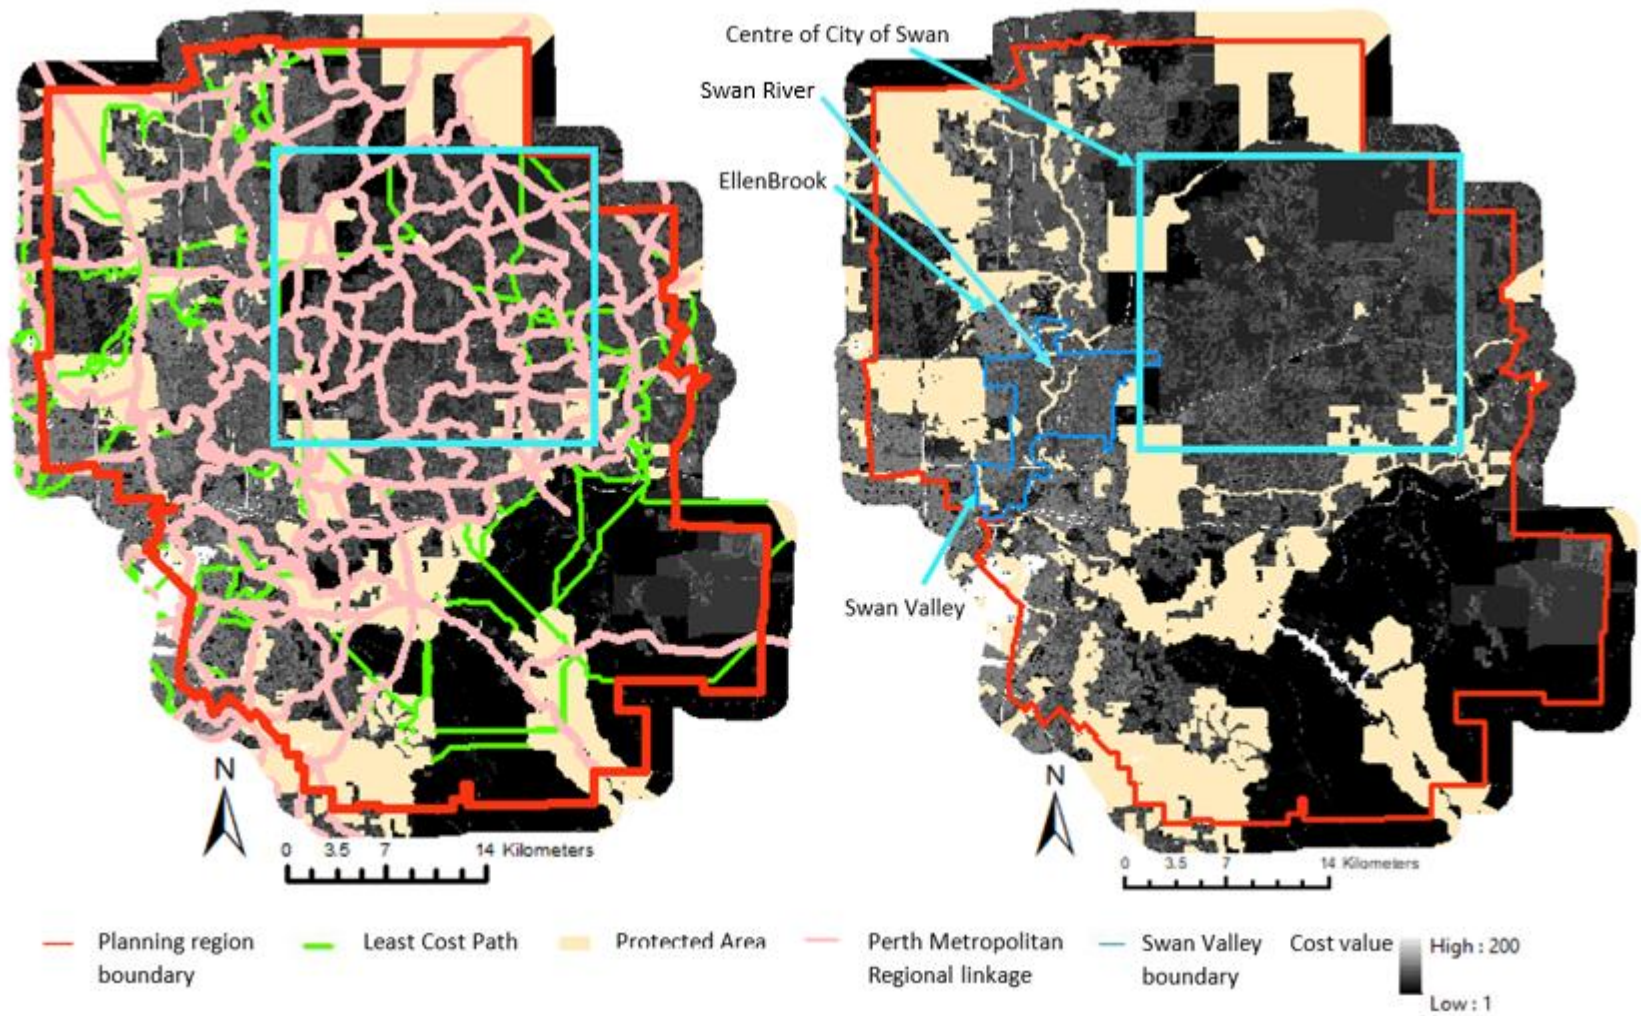 Centre of City of Swan
Swan River
EllenBrook
Swan Valley
N
0 3.5 7 14 Kilometers
N
0 3.5 7 14 Kilometers
Planning region
boundary
Least Cost Path
Protected Area
Perth Metropolitan
Regional linkage
Swan Valley
boundary
Cost value
High : 200
Low : 1